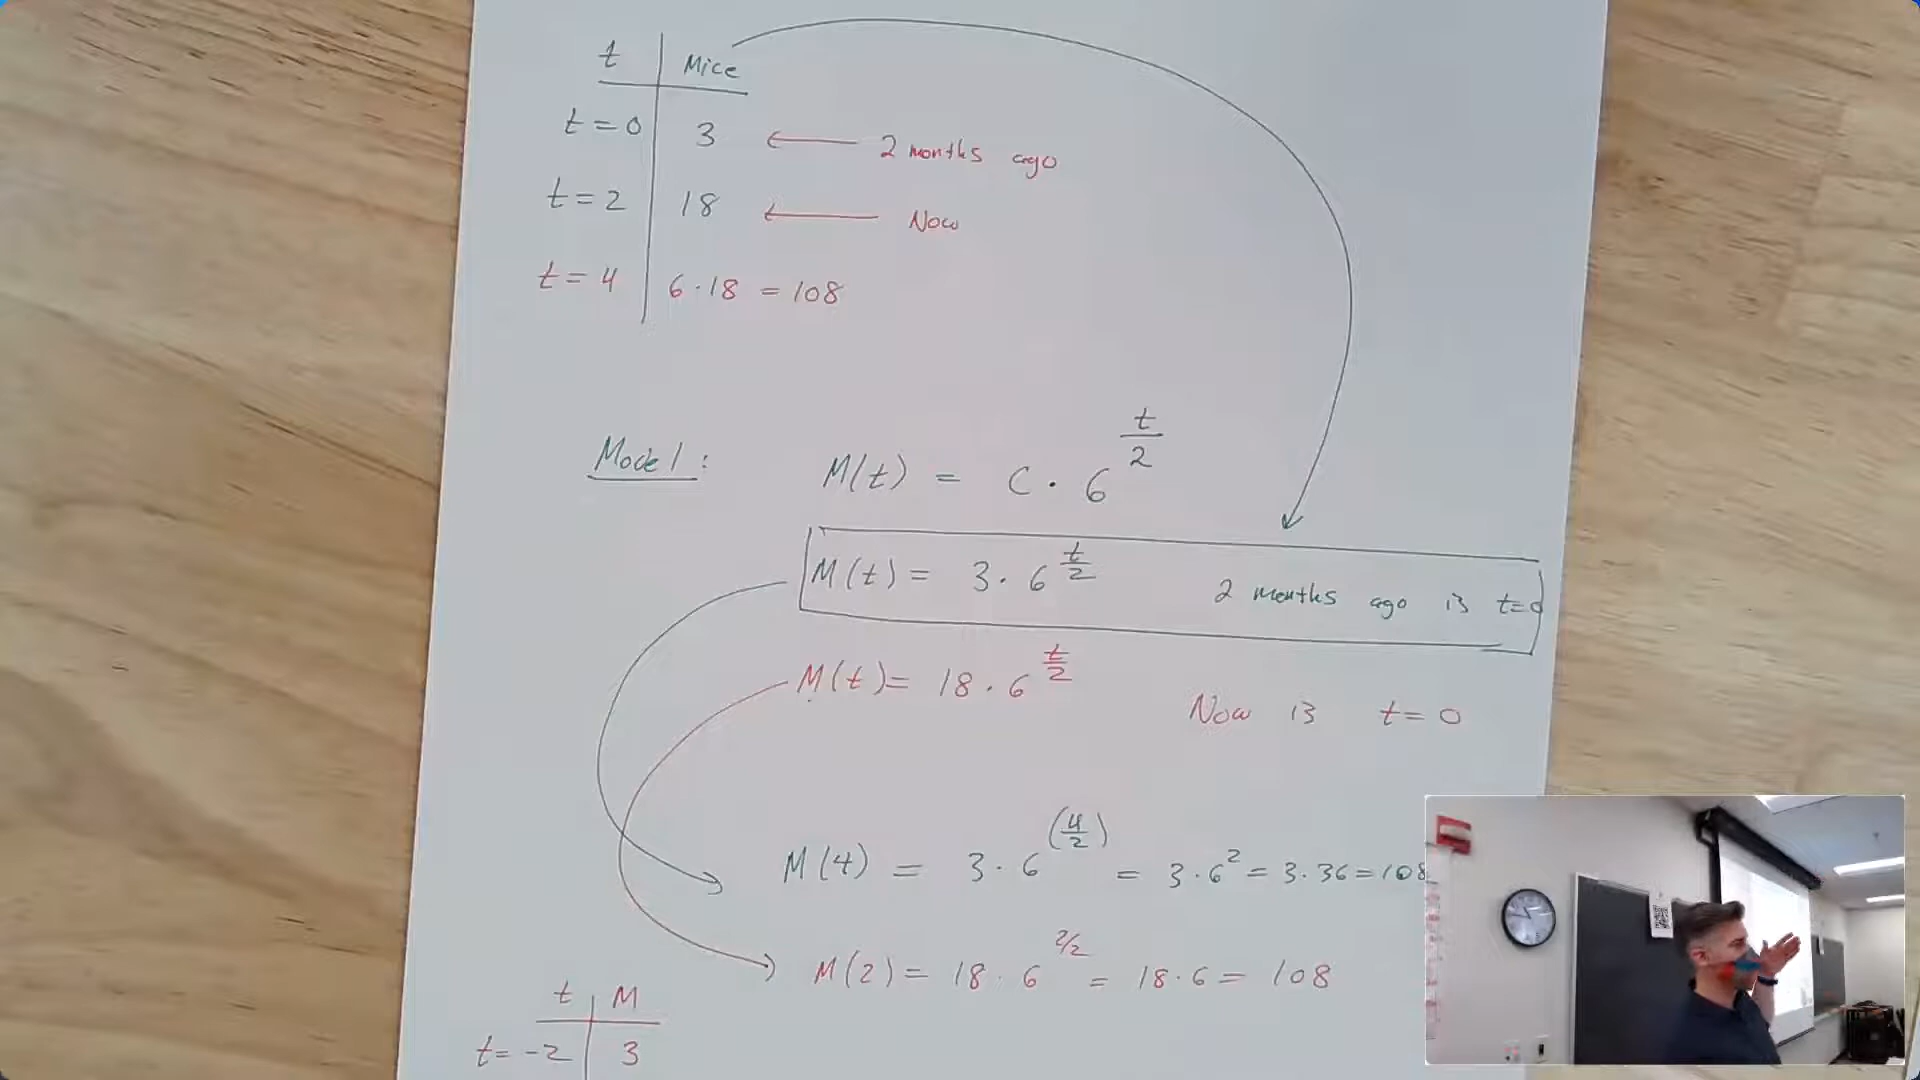 t | Mice
t = 0 | 3 ← 2 months ago
t = 2 | 18 ← Now
t = 4 | 6 · 18 = 108
Model: M(t) = C · 6^(t/2)
M(t) = 3 · 6^(t/2) 2 months ago is t=0
M(t) = 18 · 6^(t/2) Now is t=0
M(4) = 3 · 6^(4/2) = 3 · 6^2 = 3 · 36 = 108
M(2) = 18 · 6^(2/2) = 18 · 6 = 108
t | M
t = -2 | 3